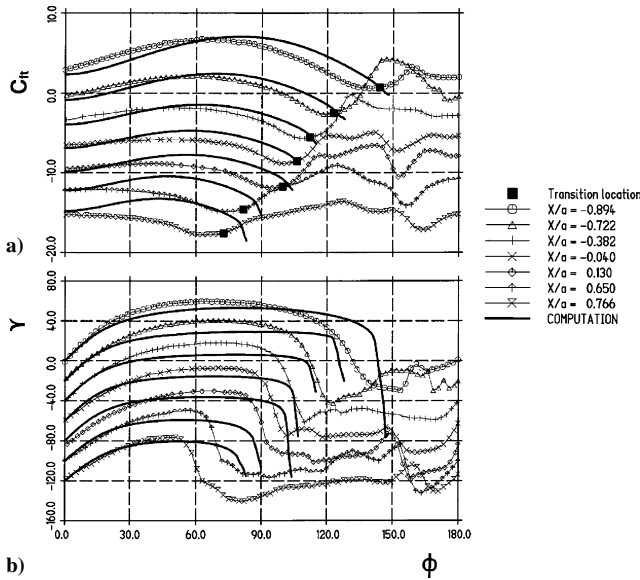 a)
C_ft
10.0
0.0
-10.0
-20.0
■ Transition location
X/a = -0.894
X/a = -0.722
X/a = -0.382
X/a = -0.040
X/a = 0.130
X/a = 0.650
X/a = 0.766
COMPUTATION
b)
γ
80.0
40.0
0.0
-40.0
-80.0
-120.0
-160.0
0.0 30.0 60.0 90.0 120.0 150.0 180.0
ϕ